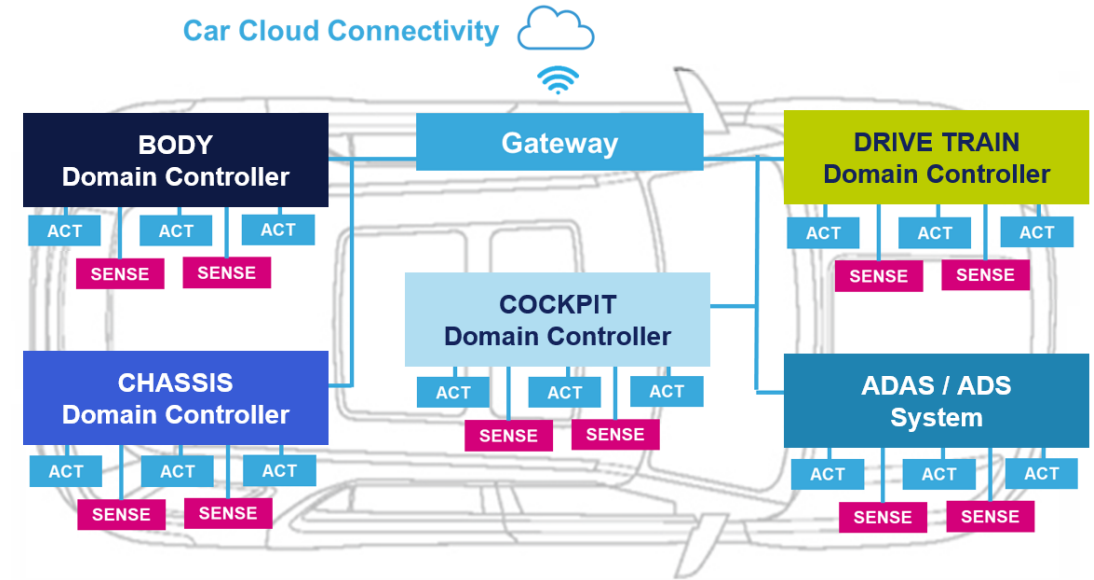 Car Cloud Connectivity
BODY
Domain Controller
ACT
ACT
ACT
SENSE
SENSE
Gateway
DRIVE TRAIN
Domain Controller
ACT
ACT
ACT
SENSE
SENSE
COCKPIT
Domain Controller
ACT
ACT
ACT
SENSE
SENSE
CHASSIS
Domain Controller
ACT
ACT
ACT
SENSE
SENSE
ADAS / ADS
System
ACT
ACT
ACT
SENSE
SENSE